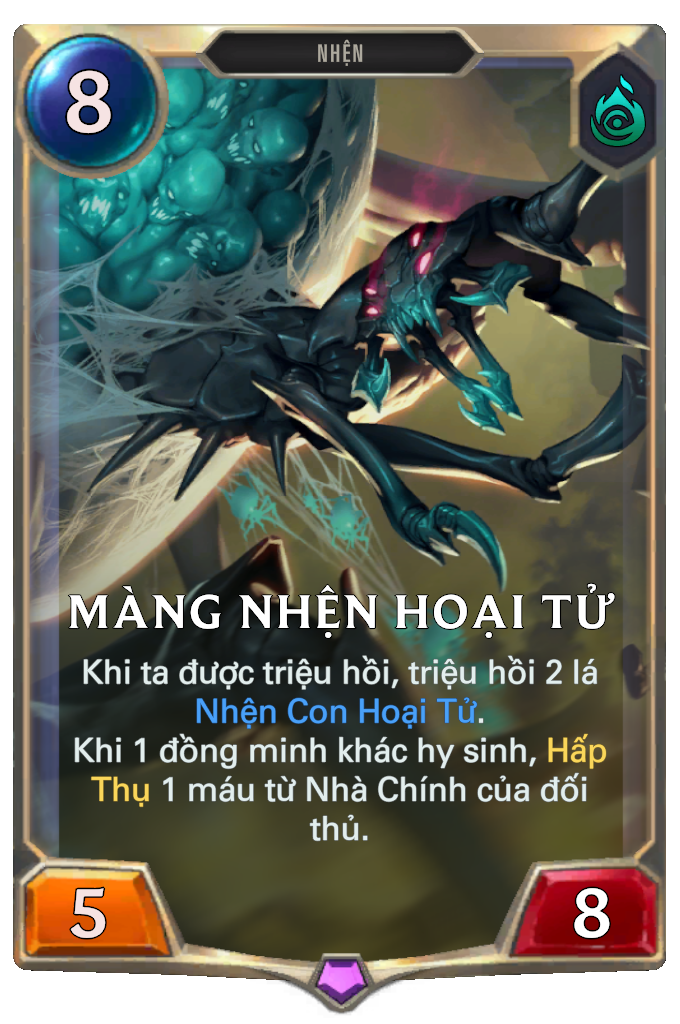 8
NHỆN
MÀNG NHỆN HOẠI TỬ
Khi ta được triệu hồi, triệu hồi 2 lá
Nhện Con Hoại Tử.
Khi 1 đồng minh khác hy sinh, Hấp
Thụ 1 máu từ Nhà Chính của đối
thủ.
5
8